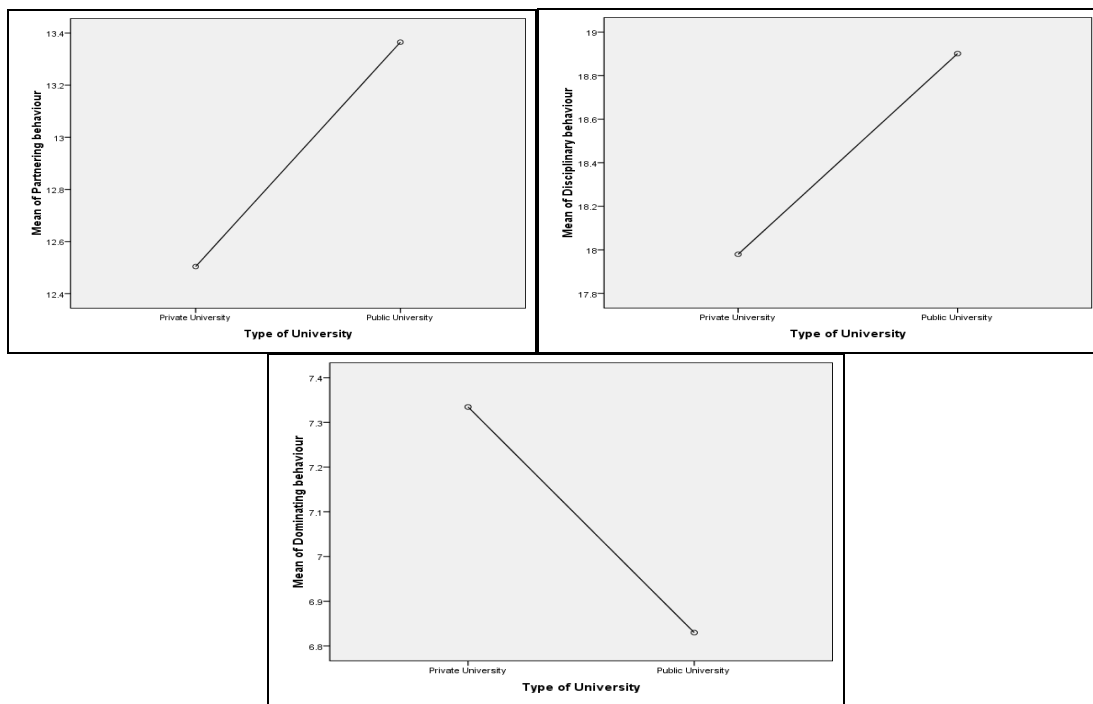 Mean of Partnering behaviour
13.4
13.2
13
12.8
12.6
12.4
Private University
Public University
Type of University
Mean of Disciplinary behaviour
19
18.8
18.6
18.4
18.2
18
17.8
Private University
Public University
Type of University
Mean of Dominating behaviour
7.4
7.3
7.2
7.1
7
6.9
6.8
Private University
Public University
Type of University